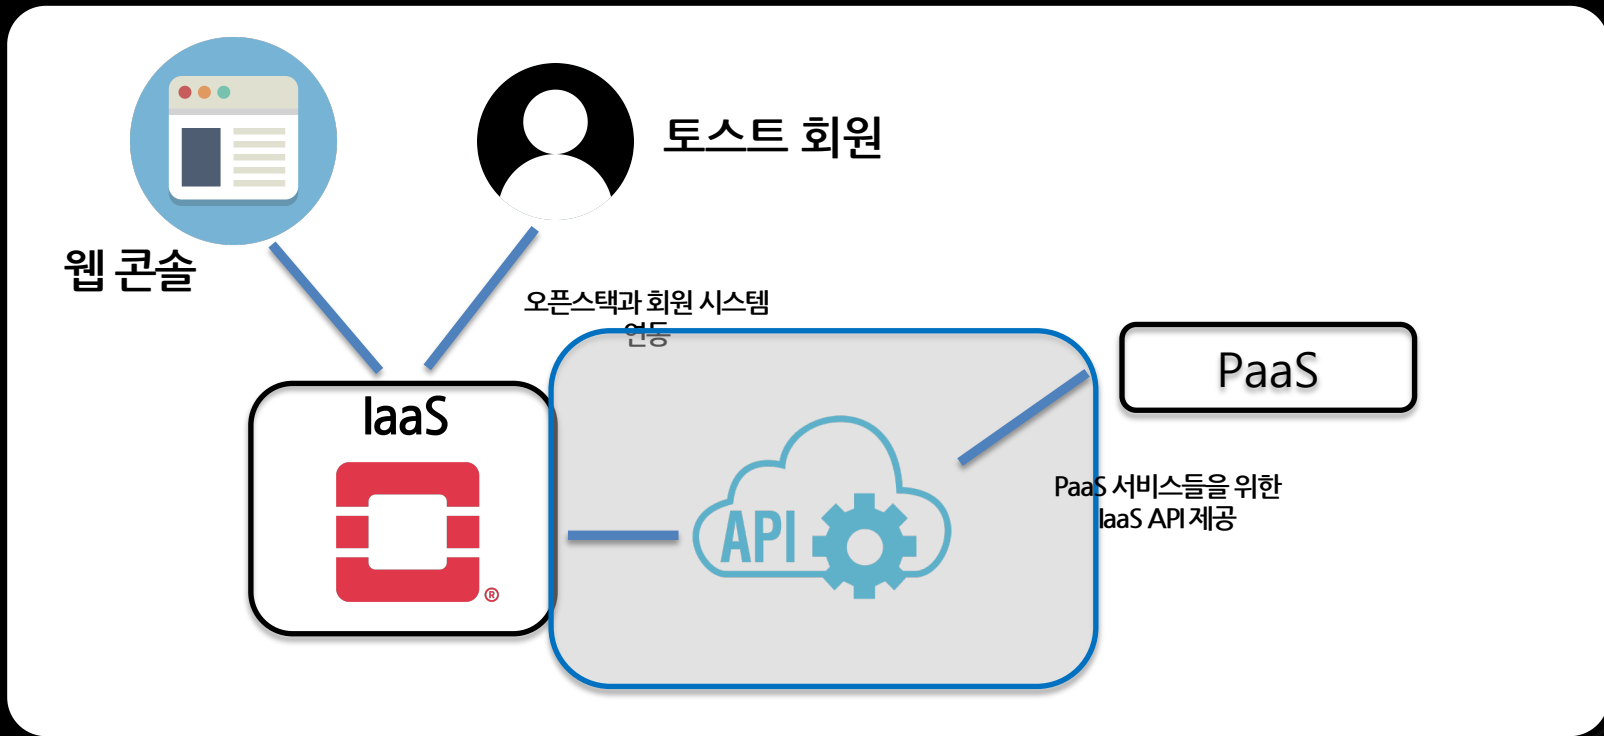 토스트 회원
웹 콘솔
오픈스택과 회원 시스템
연동
IaaS
PaaS
API
PaaS 서비스들을 위한
IaaS API 제공
®